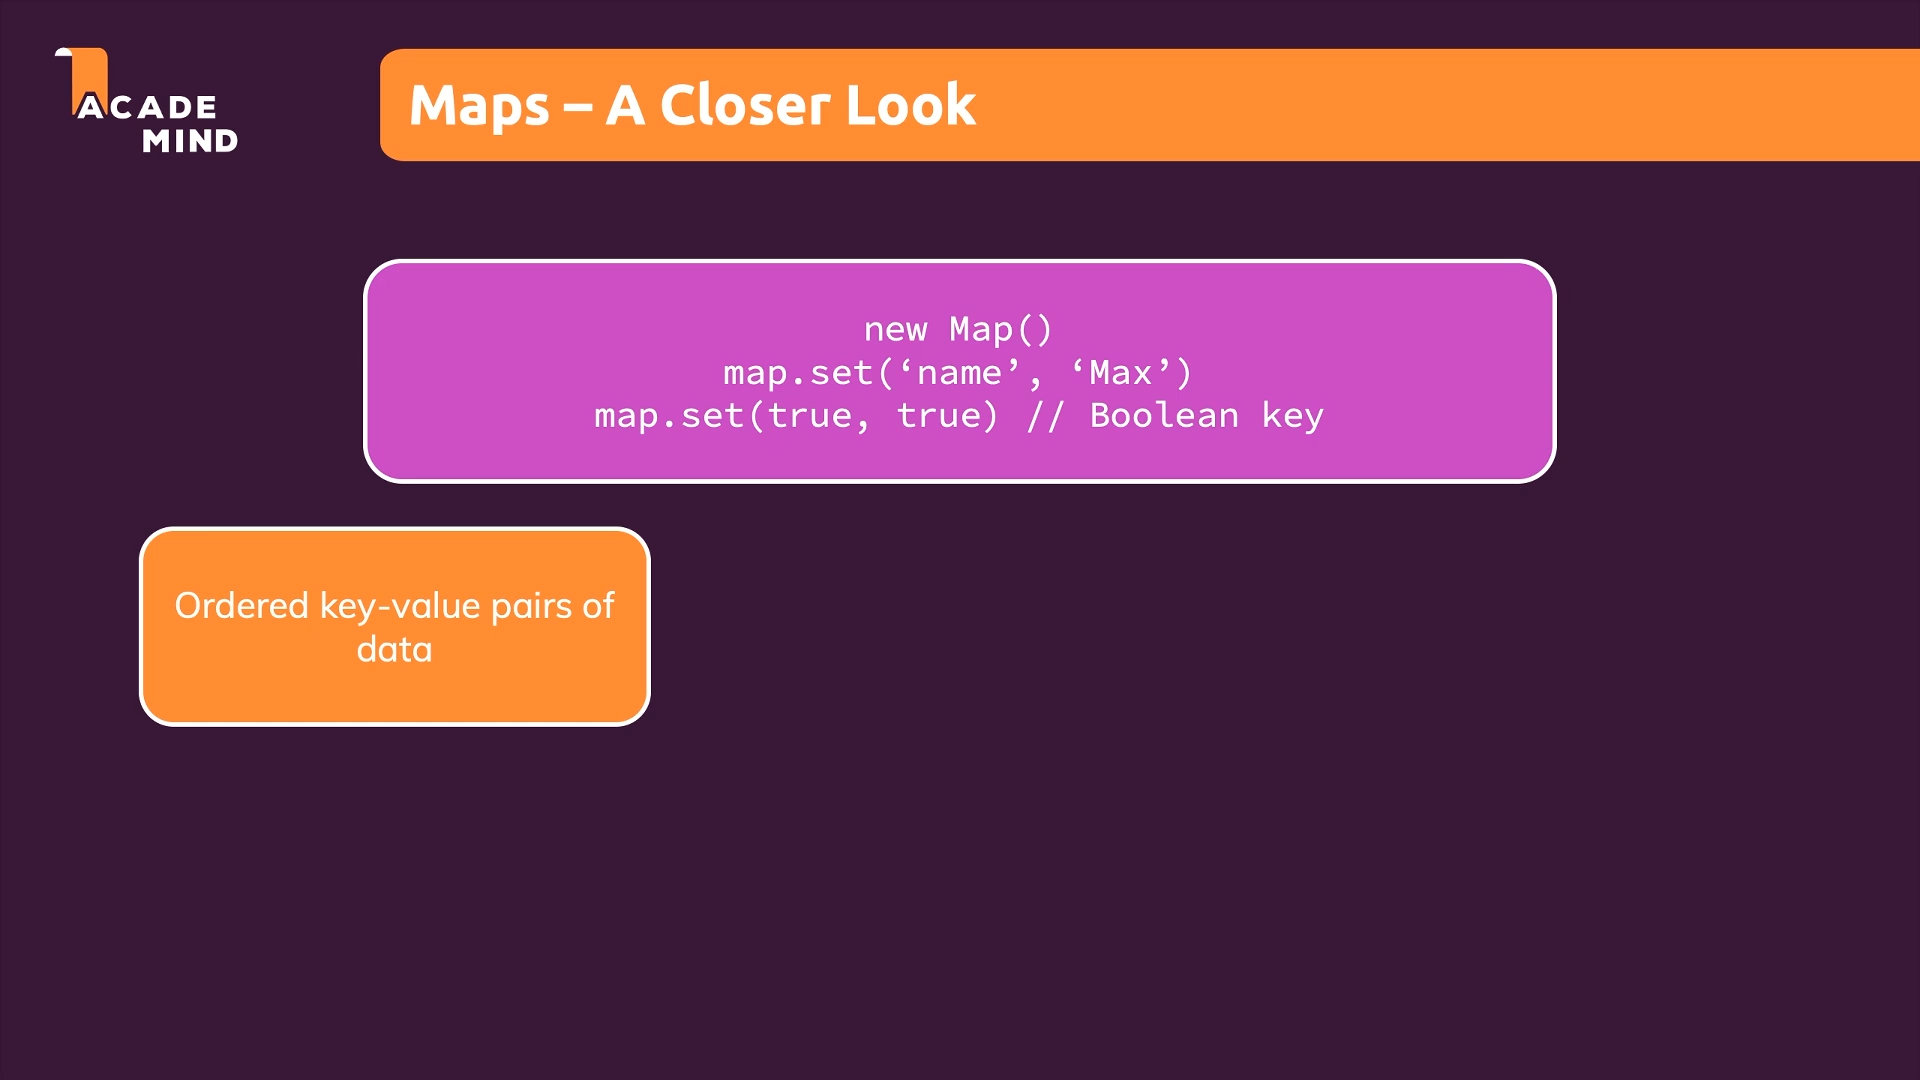 ACADE
MIND
Maps – A Closer Look
new Map()
map.set(‘name’, ‘Max’)
map.set(true, true) // Boolean key
Ordered key-value pairs of
data